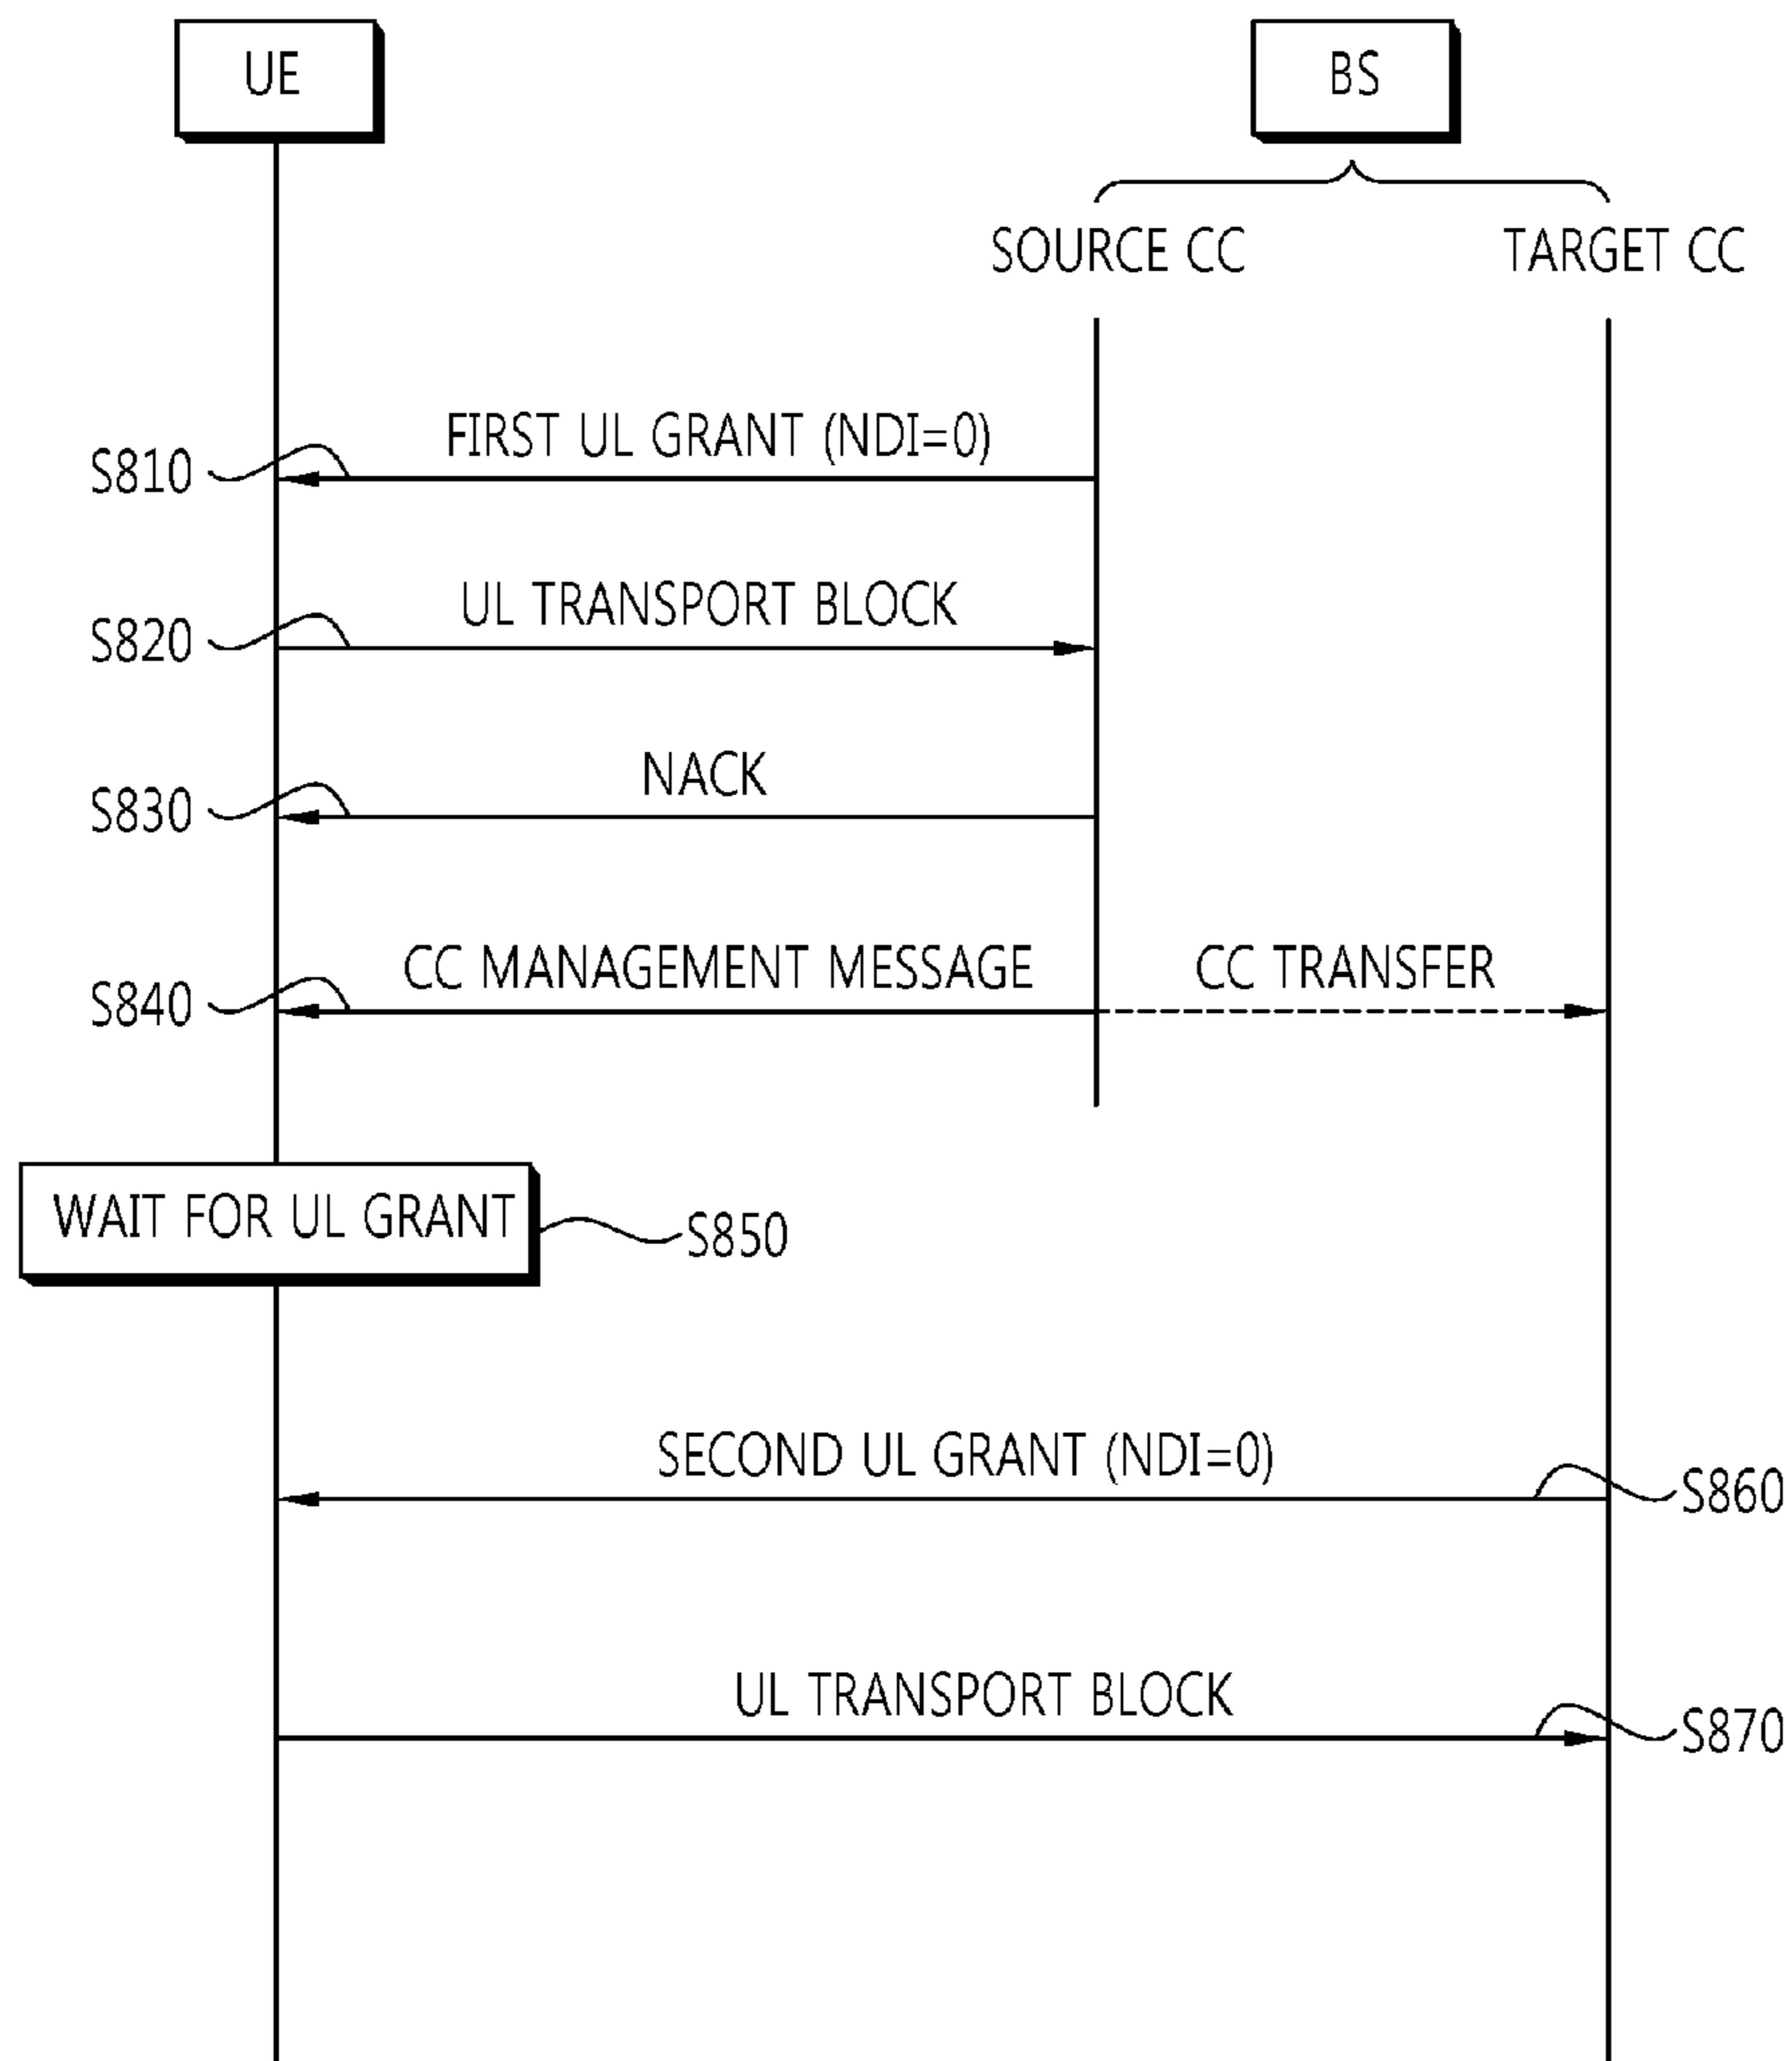 UE
BS
SOURCE CC
TARGET CC
FIRST UL GRANT (NDI=0)
S810
UL TRANSPORT BLOCK
S820
NACK
S830
CC MANAGEMENT MESSAGE
CC TRANSFER
S840
WAIT FOR UL GRANT
S850
SECOND UL GRANT (NDI=0)
S860
UL TRANSPORT BLOCK
S870